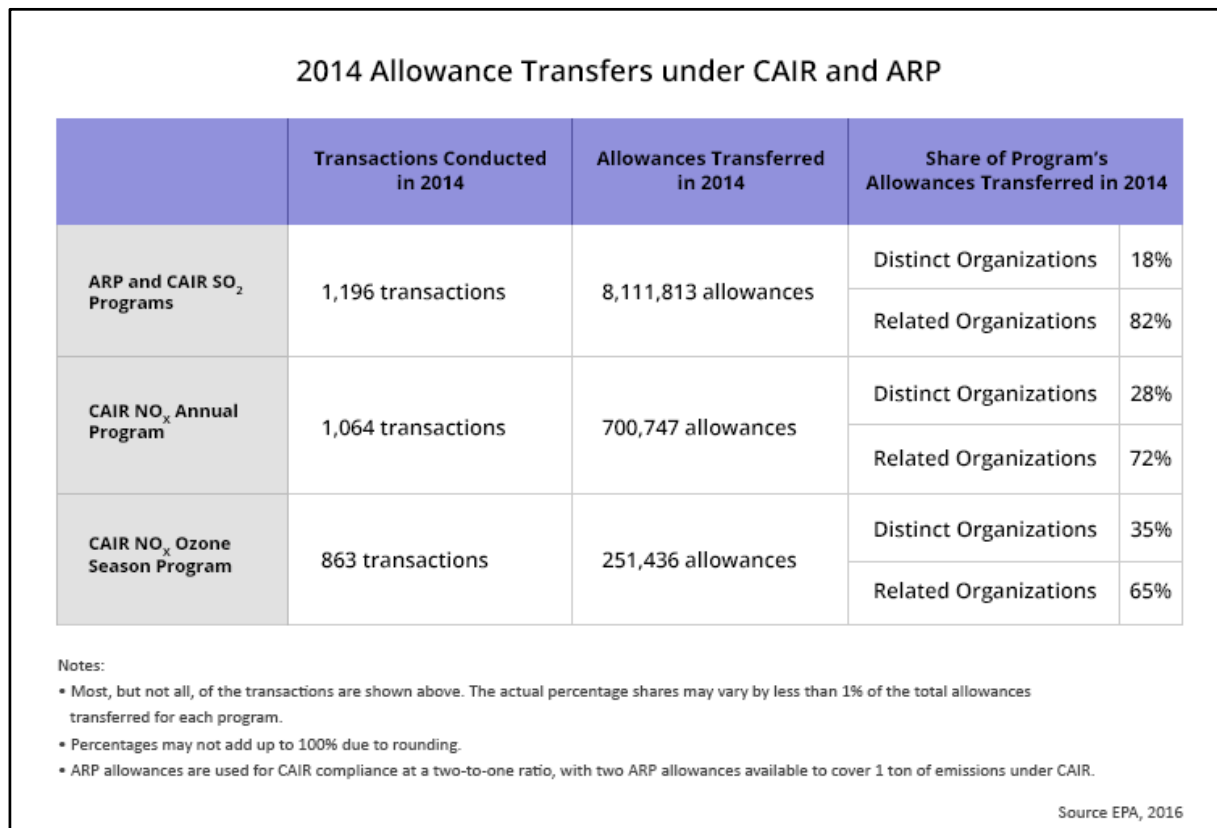 2014 Allowance Transfers under CAIR and ARP
Transactions Conducted
in 2014
Allowances Transferred
in 2014
Share of Program's
Allowances Transferred in 2014
ARP and CAIR SO₂
Programs
1,196 transactions
8,111,813 allowances
Distinct Organizations 18%
Related Organizations 82%
CAIR NOₓ Annual
Program
1,064 transactions
700,747 allowances
Distinct Organizations 28%
Related Organizations 72%
CAIR NOₓ Ozone
Season Program
863 transactions
251,436 allowances
Distinct Organizations 35%
Related Organizations 65%
Notes:
• Most, but not all, of the transactions are shown above. The actual percentage shares may vary by less than 1% of the total allowances
transferred for each program.
• Percentages may not add up to 100% due to rounding.
• ARP allowances are used for CAIR compliance at a two-to-one ratio, with two ARP allowances available to cover 1 ton of emissions under CAIR.
Source EPA, 2016